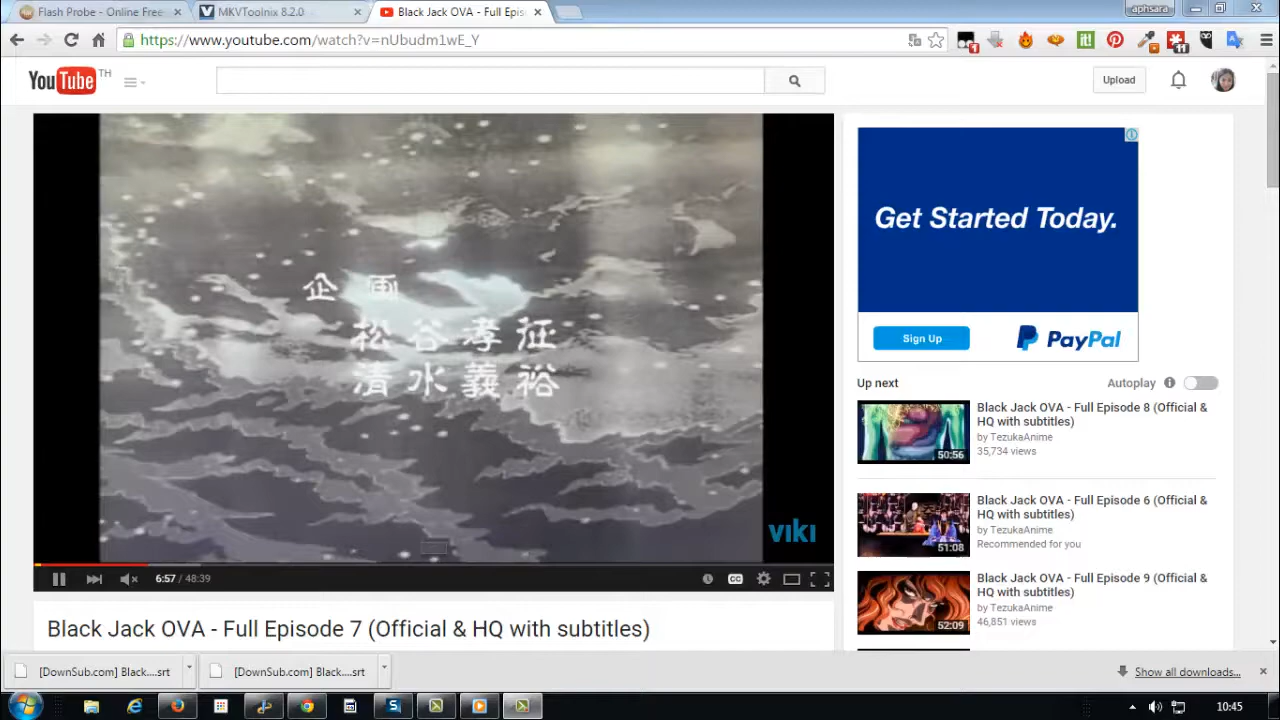 Flash Probe - Online Free
MKVToolnix 8.2.0
Black Jack OVA - Full Epis
aphsara
https://www.youtube.com/watch?v=nUbudm1wE_Y
1
11
it!
YouTube TH
Upload
企画
松谷孝征
清水義裕
viki
6:57 / 48:39
CC
Black Jack OVA - Full Episode 7 (Official & HQ with subtitles)
Get Started Today.
Sign Up
PayPal
Up next
Autoplay
Black Jack OVA - Full Episode 8 (Official &
HQ with subtitles)
by TezukaAnime
35,734 views
50:56
Black Jack OVA - Full Episode 6 (Official &
HQ with subtitles)
by TezukaAnime
Recommended for you
51:08
Black Jack OVA - Full Episode 9 (Official &
HQ with subtitles)
by TezukaAnime
46,851 views
52:09
[DownSub.com] Black....srt
[DownSub.com] Black....srt
Show all downloads...
10:45